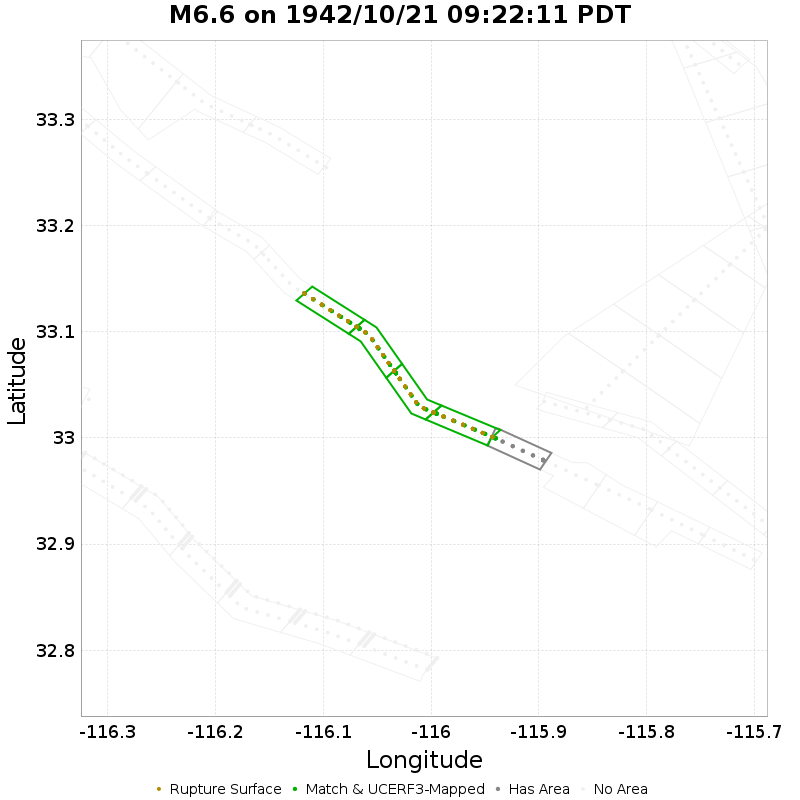 M6.6 on 1942/10/21 09:22:11 PDT
33.3
33.2
33.1
33
32.9
32.8
Latitude
-116.3 -116.2 -116.1 -116 -115.9 -115.8 -115.7
Longitude
Rupture Surface Match & UCERF3-Mapped Has Area No Area